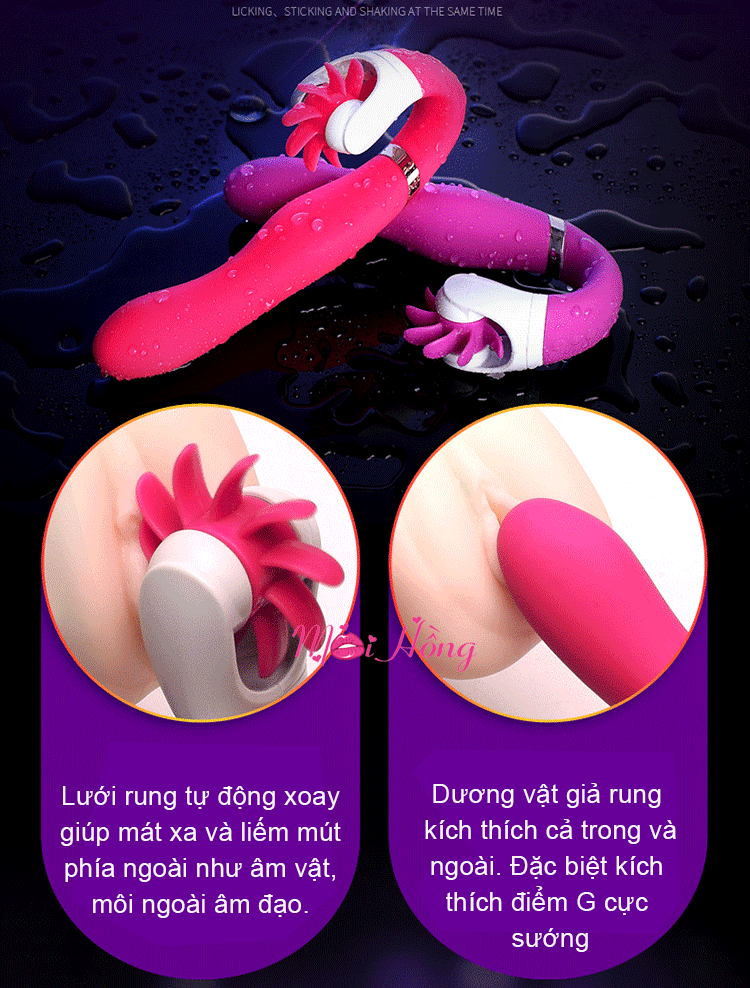 LICKING、STICKING AND SHAKING AT THE SAME TIME
Môi Hồng
Lưới rung tự động xoay
giúp mát xa và liếm mút
phía ngoài như âm vật,
môi ngoài âm đạo.
Dương vật giả rung
kích thích cả trong và
ngoài. Đặc biệt kích
thích điểm G cực
sướng